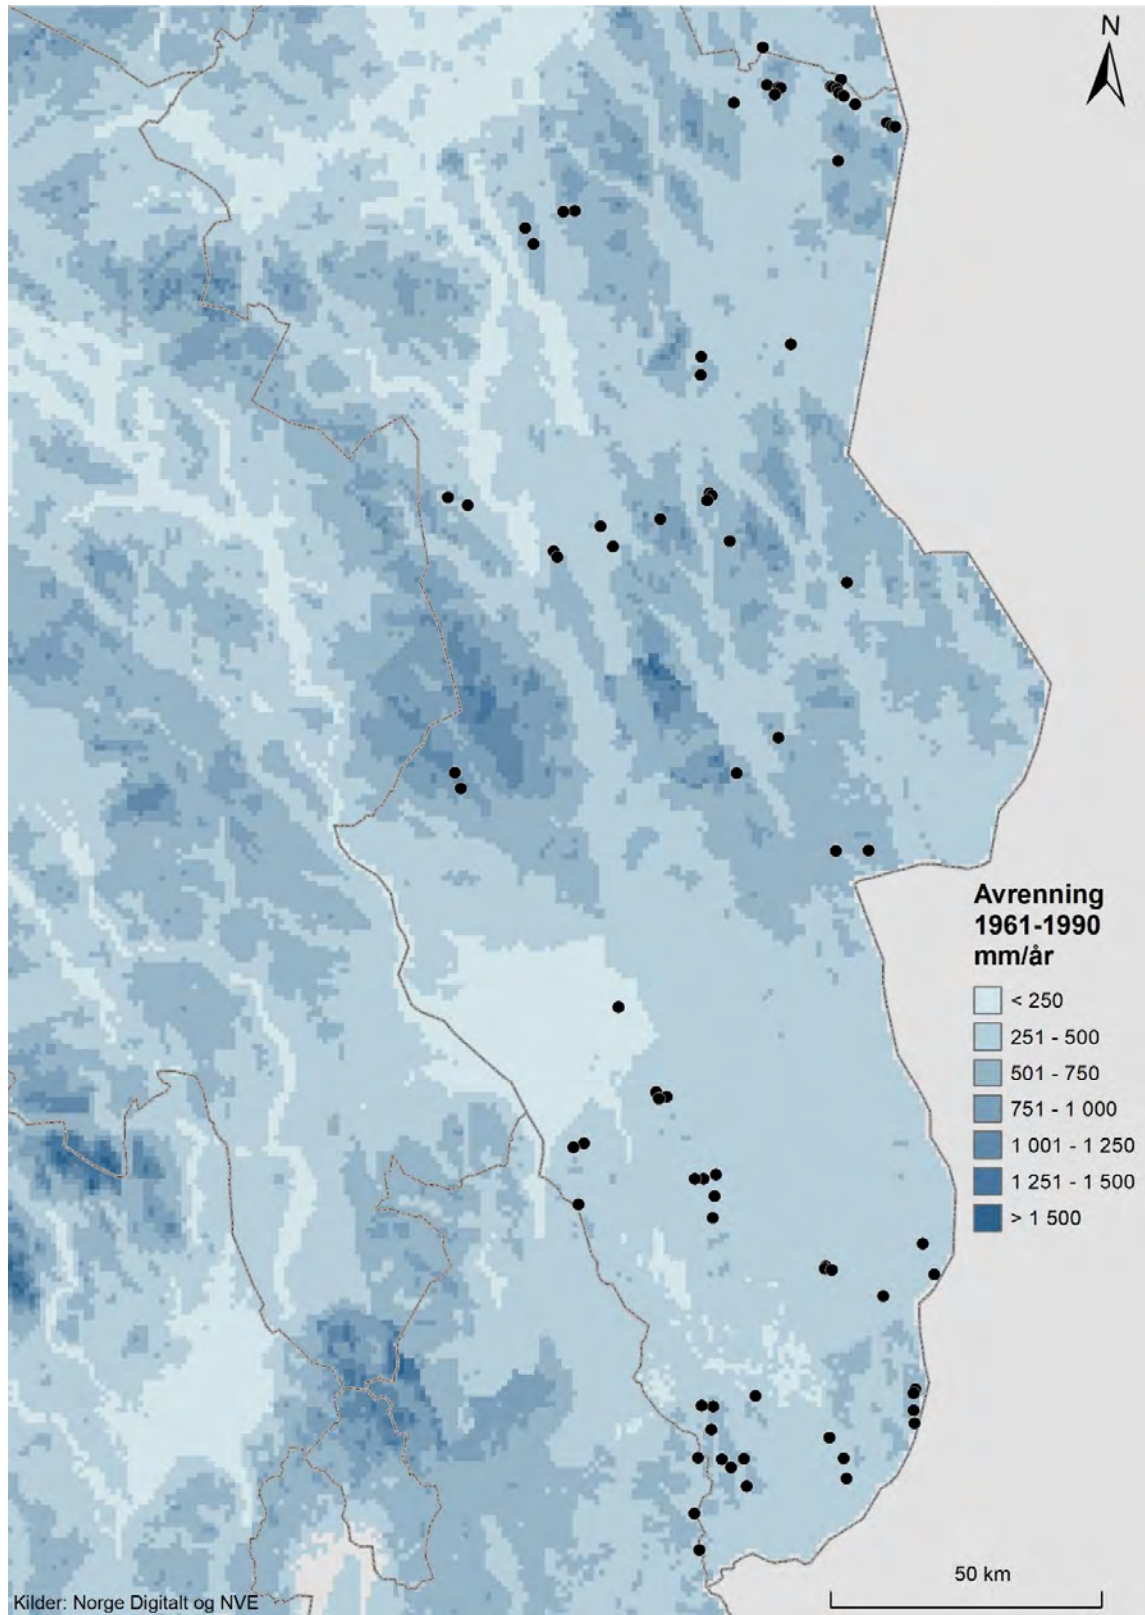 N
Avrenning
1961-1990
mm/år
< 250
251 - 500
501 - 750
751 - 1 000
1 001 - 1 250
1 251 - 1 500
> 1 500
50 km
Kilder: Norge Digitalt og NVE